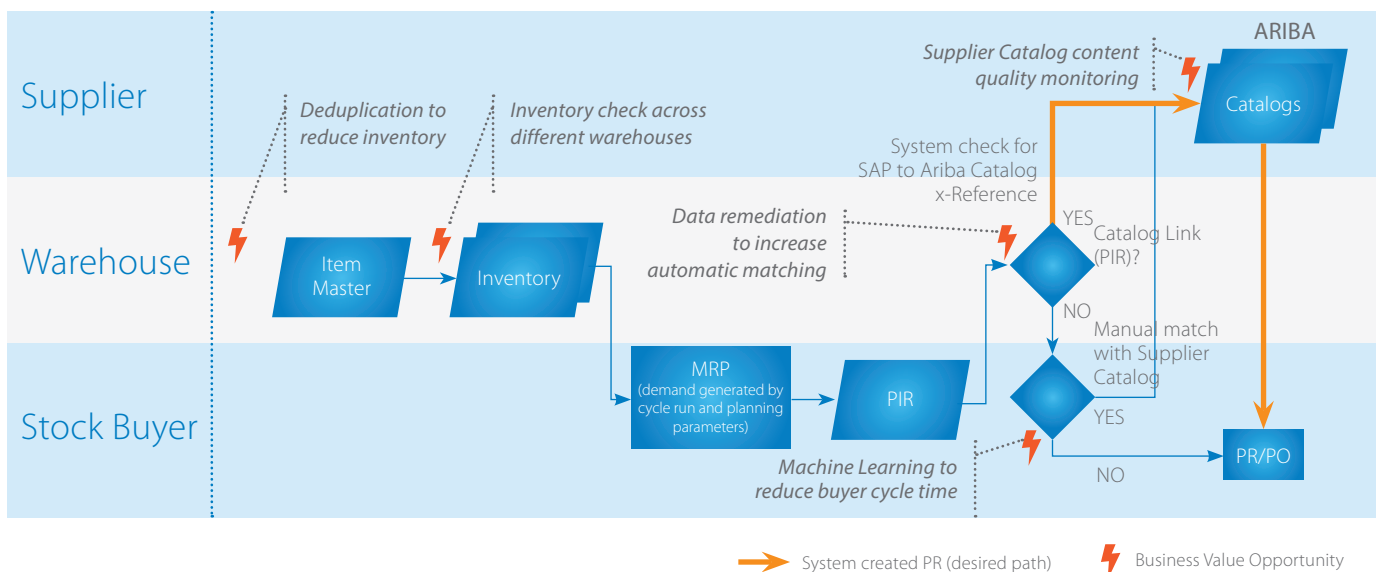 ARIBA
Supplier Catalog content
quality monitoring
Supplier
Catalogs
Deduplication to
reduce inventory
Inventory check across
different warehouses
System check for
SAP to Ariba Catalog
x-Reference
Warehouse
Data remediation
to increase
automatic matching
YES
Catalog Link
(PIR)?
Item
Master
Inventory
NO
Manual match
with Supplier
Catalog
Stock Buyer
MRP
(demand generated by
cycle run and planning
parameters)
PIR
YES
Machine Learning to
reduce buyer cycle time
NO
PR/PO
System created PR (desired path)
Business Value Opportunity